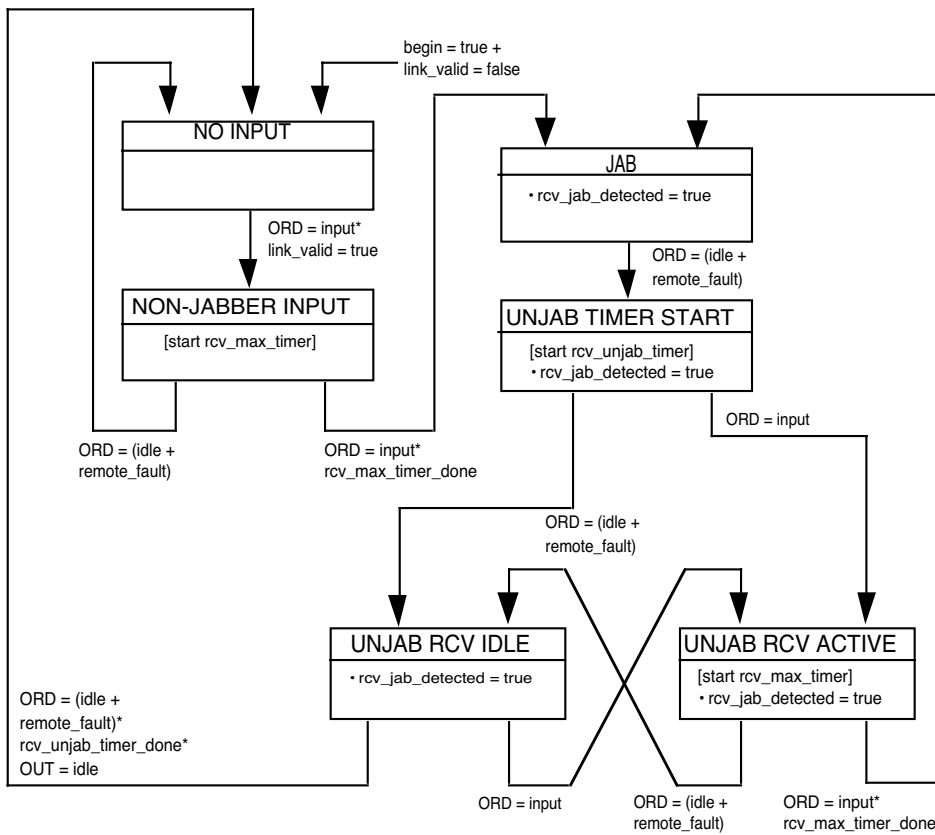 begin = true +
link_valid = false
NO INPUT
JAB
• rcv_jab_detected = true
ORD = input*
link_valid = true
ORD = (idle +
remote_fault)
NON-JABBER INPUT
[start rcv_max_timer]
UNJAB TIMER START
[start rcv_unjab_timer]
• rcv_jab_detected = true
ORD = (idle +
remote_fault)
ORD = input*
rcv_max_timer_done
ORD = input
ORD = (idle +
remote_fault)
UNJAB RCV IDLE
• rcv_jab_detected = true
UNJAB RCV ACTIVE
[start rcv_max_timer]
• rcv_jab_detected = true
ORD = (idle +
remote_fault)*
rcv_unjab_timer_done*
OUT = idle
ORD = input
ORD = (idle +
remote_fault)
ORD = input*
rcv_max_timer_done